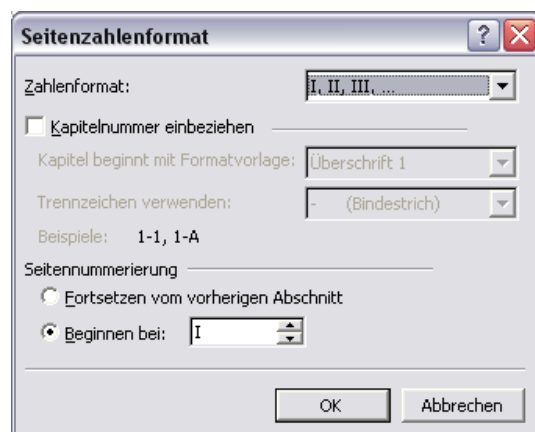 Seitenzahlenformat
Zahlenformat: I, II, III, ...
Kapitelnummer einbeziehen
Kapitel beginnt mit Formatvorlage: Überschrift 1
Trennzeichen verwenden: - (Bindestrich)
Beispiele: 1-1, 1-A
Seitennummerierung
Fortsetzen vom vorherigen Abschnitt
Beginnen bei: I
OK Abbrechen